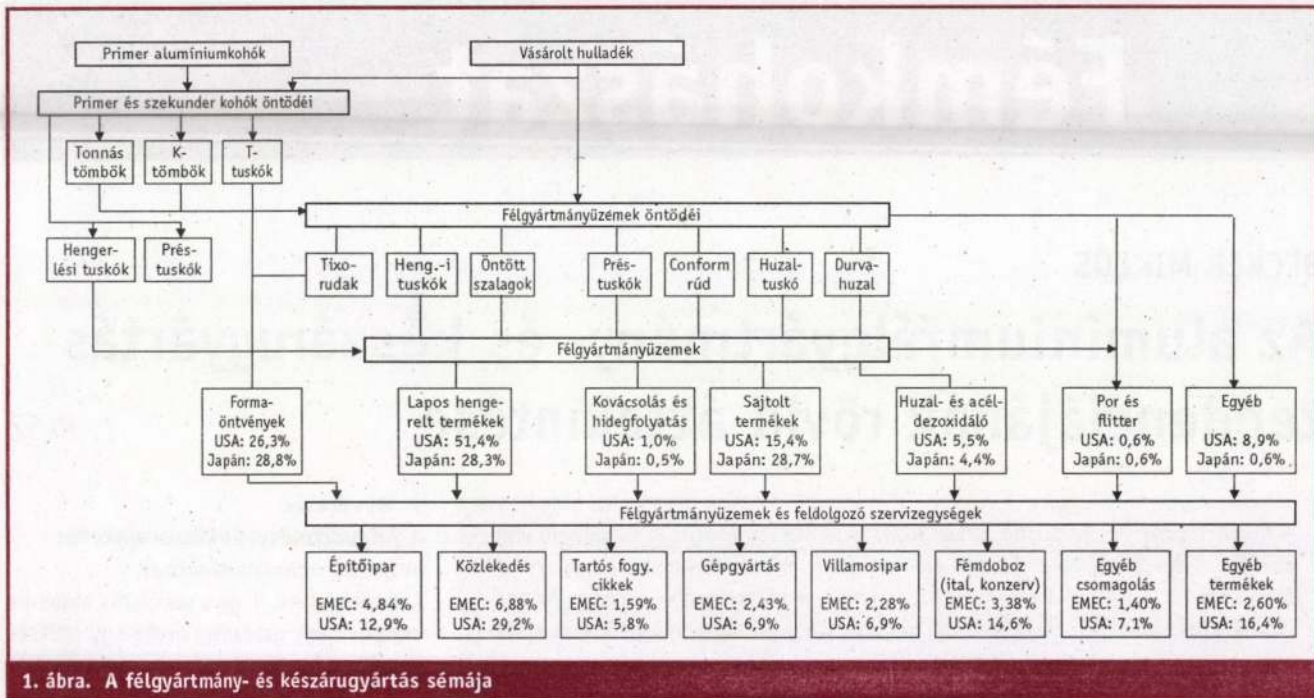 Primer alumíniumkohók
Vásárolt hulladék
Primer és szekunder kohók öntödéi
Tonnás
tömbök
K-
tömbök
T-
tuskók
Félgyártmányüzemek öntödéi
Henger-
lési tuskók
Prés-
tuskók
Tixo-
rudak
Heng.-i
tuskók
Öntött
szalagok
Prés-
tuskók
Conform
rúd
Huzal-
tuskó
Durva-
huzal
Félgyártmányüzemek
Forma-
öntvények
USA: 26,3%
Japán: 28,8%
Lapos henge-
relt termékek
USA: 51,4%
Japán: 28,3%
Kovácsolás és
hidegfolyatás
USA: 1,0%
Japán: 0,5%
Sajtolt
termékek
USA: 15,4%
Japán: 28,7%
Huzal- és acél-
dezoxidáló
USA: 5,5%
Japán: 4,4%
Por és
flitter
USA: 0,6%
Japán: 0,6%
Egyéb
USA: 8,9%
Japán: 0,6%
Félgyártmányüzemek és feldolgozó szervizegységek
Építőipar
EMEC: 4,84%
USA: 12,9%
Közlekedés
EMEC: 6,88%
USA: 29,2%
Tartós fogy.
cikkek
EMEC: 1,59%
USA: 5,8%
Gépgyártás
EMEC: 2,43%
USA: 6,9%
Villamosipar
EMEC: 2,28%
USA: 6,9%
Fémdoboz
(ital, konzerv)
EMEC: 3,38%
USA: 14,6%
Egyéb
csomagolás
EMEC: 1,40%
USA: 7,1%
Egyéb
termékek
EMEC: 2,60%
USA: 16,4%
1. ábra. A félgyártmány- és készárugyártás sémája